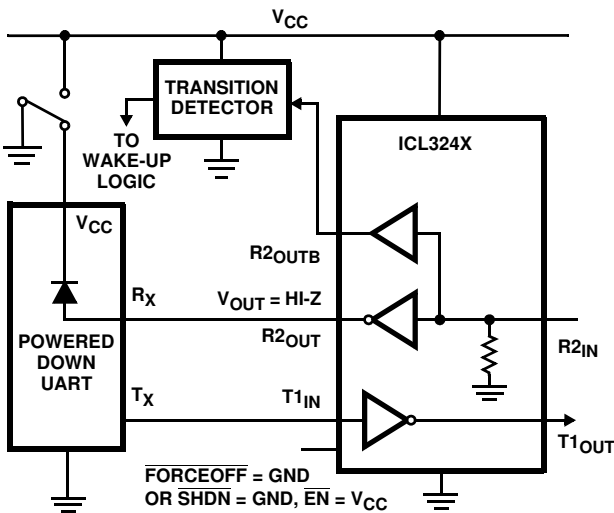 VCC
TRANSITION
DETECTOR
TO
WAKE-UP
LOGIC
ICL324X
VCC
R2OUTB
RX
VOUT = HI-Z
R2OUT
R2IN
POWERED
DOWN
UART
TX
T1IN
T1OUT
FORCEOFF = GND
OR SHDN = GND, EN = VCC